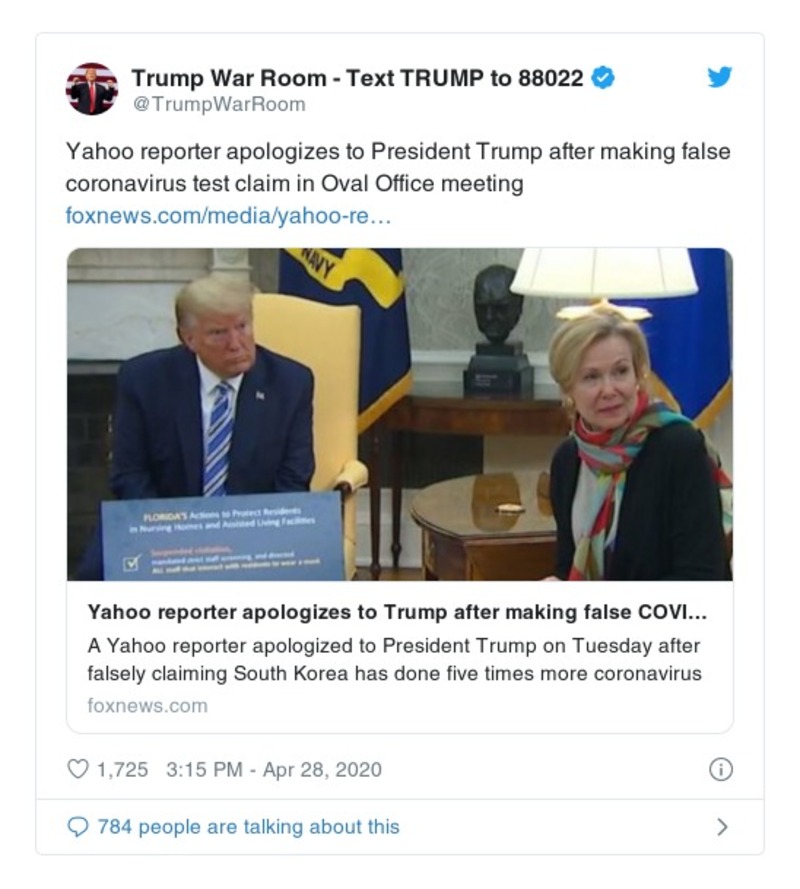 Trump War Room - Text TRUMP to 88022
@TrumpWarRoom
Yahoo reporter apologizes to President Trump after making false
coronavirus test claim in Oval Office meeting
foxnews.com/media/yahoo-re…
NAVY
FLORIDA'S Actions to Protect Residents
in Nursing Homes and Assisted Living Facilities
Suspended visitation,
mandated strict staff screening, and directed
ALL staff that interact with residents to wear a mask
Yahoo reporter apologizes to Trump after making false COVI...
A Yahoo reporter apologized to President Trump on Tuesday after
falsely claiming South Korea has done five times more coronavirus
foxnews.com
1,725 3:15 PM - Apr 28, 2020
784 people are talking about this